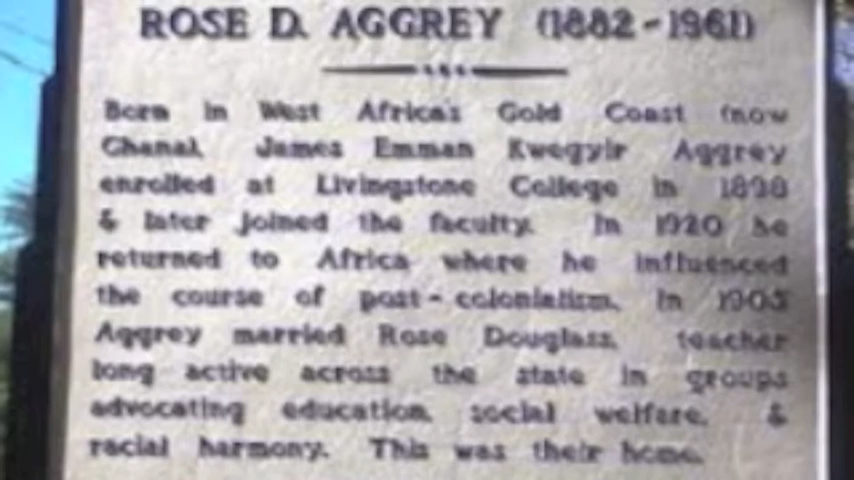 ROSE D. AGGREY (1882-1961)
Born in West Africa's Gold Coast (now
Ghana), James Emman Kwegyir Aggrey
enrolled at Livingstone College in 1898
& later joined the faculty. In 1920 he
returned to Africa where he influenced
the course of post-colonialism. In 1905
Aggrey married Rose Douglass, teacher
long active across the state in groups
advocating education, social welfare, &
racial harmony. This was their home.